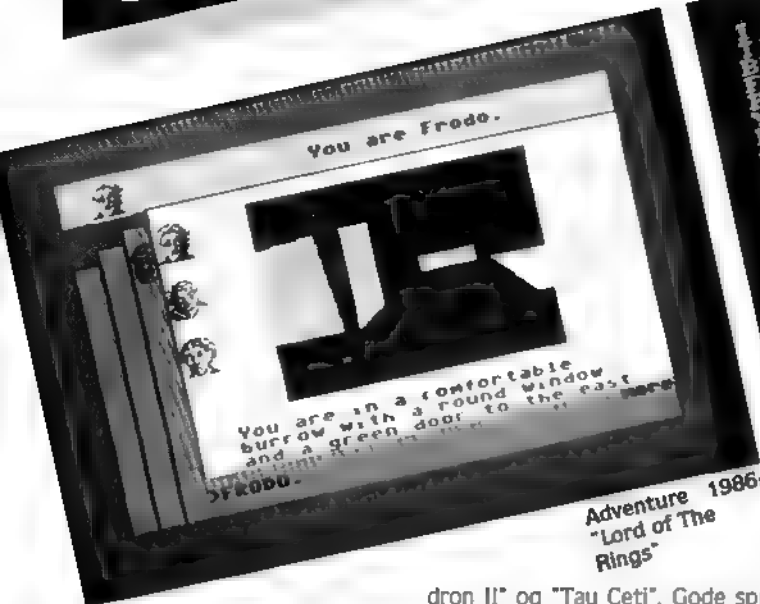 You are Frodo.
You are in a comfortable
burrow with a round window
and a green door to the east
more
>FRODO.
Adventure 1986
"Lord of The
Rings"
dron II" og "Tau Ceti". Gode sp